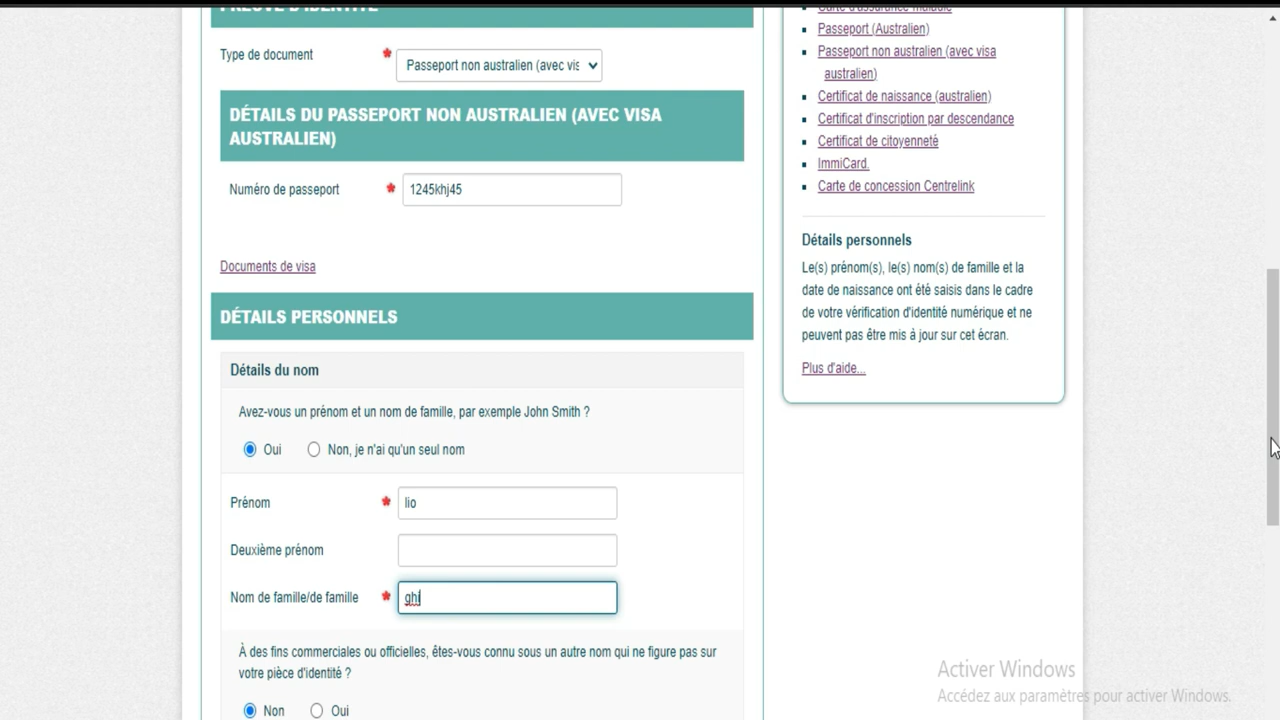 PREUVE D'IDENTITÉ
Type de document * Passeport non australien (avec vis
DÉTAILS DU PASSEPORT NON AUSTRALIEN (AVEC VISA
AUSTRALIEN)
Numéro de passeport * 1245khj45
Documents de visa
DÉTAILS PERSONNELS
Détails du nom
Avez-vous un prénom et un nom de famille, par exemple John Smith ?
Oui Non, je n'ai qu'un seul nom
Prénom * lio
Deuxième prénom
Nom de famille/de famille * ghj
À des fins commerciales ou officielles, êtes-vous connu sous un autre nom qui ne figure pas sur
votre pièce d'identité ?
Non Oui
Carte d'assurance maladie
Passeport (Australien)
Passeport non australien (avec visa
australien)
Certificat de naissance (australien)
Certificat d'inscription par descendance
Certificat de citoyenneté
ImmiCard.
Carte de concession Centrelink
Détails personnels
Le(s) prénom(s), le(s) nom(s) de famille et la
date de naissance ont été saisis dans le cadre
de votre vérification d'identité numérique et ne
peuvent pas être mis à jour sur cet écran.
Plus d'aide...
Activer Windows
Accédez aux paramètres pour activer Windows.